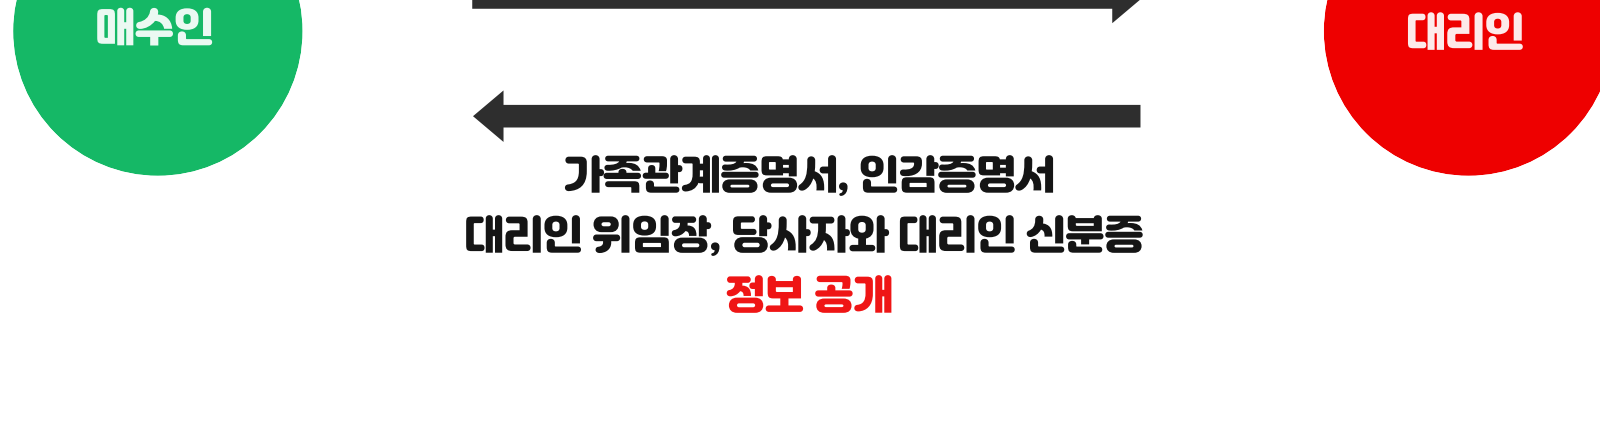 매수인
대리인
가족관계증명서, 인감증명서
대리인 위임장, 당사자와 대리인 신분증
정보 공개